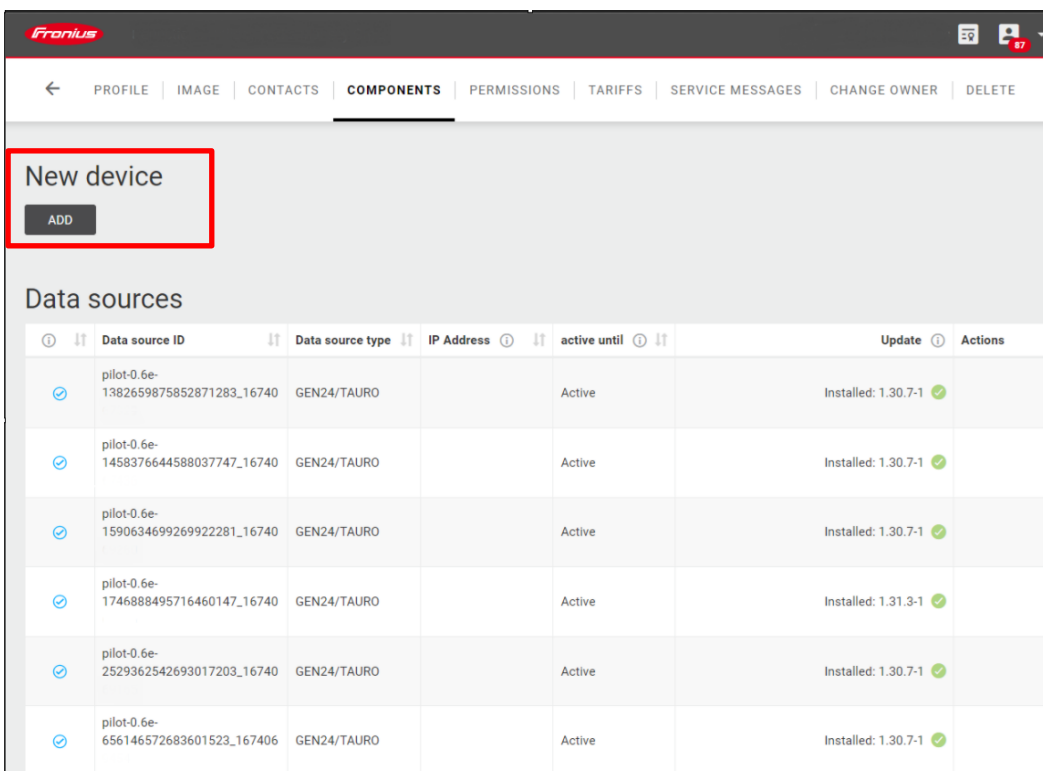 Fronius
87
PROFILE IMAGE CONTACTS COMPONENTS PERMISSIONS TARIFFS SERVICE MESSAGES CHANGE OWNER DELETE
New device
ADD
Data sources
Data source ID Data source type IP Address active until Update Actions
pilot-0.6e-
1382659875852871283_16740 GEN24/TAURO Active Installed: 1.30.7-1
pilot-0.6e-
1458376644588037747_16740 GEN24/TAURO Active Installed: 1.30.7-1
pilot-0.6e-
1590634699269922281_16740 GEN24/TAURO Active Installed: 1.30.7-1
pilot-0.6e-
1746888495716460147_16740 GEN24/TAURO Active Installed: 1.31.3-1
pilot-0.6e-
2529362542693017203_16740 GEN24/TAURO Active Installed: 1.30.7-1
pilot-0.6e-
656146572683601523_167406 GEN24/TAURO Active Installed: 1.30.7-1